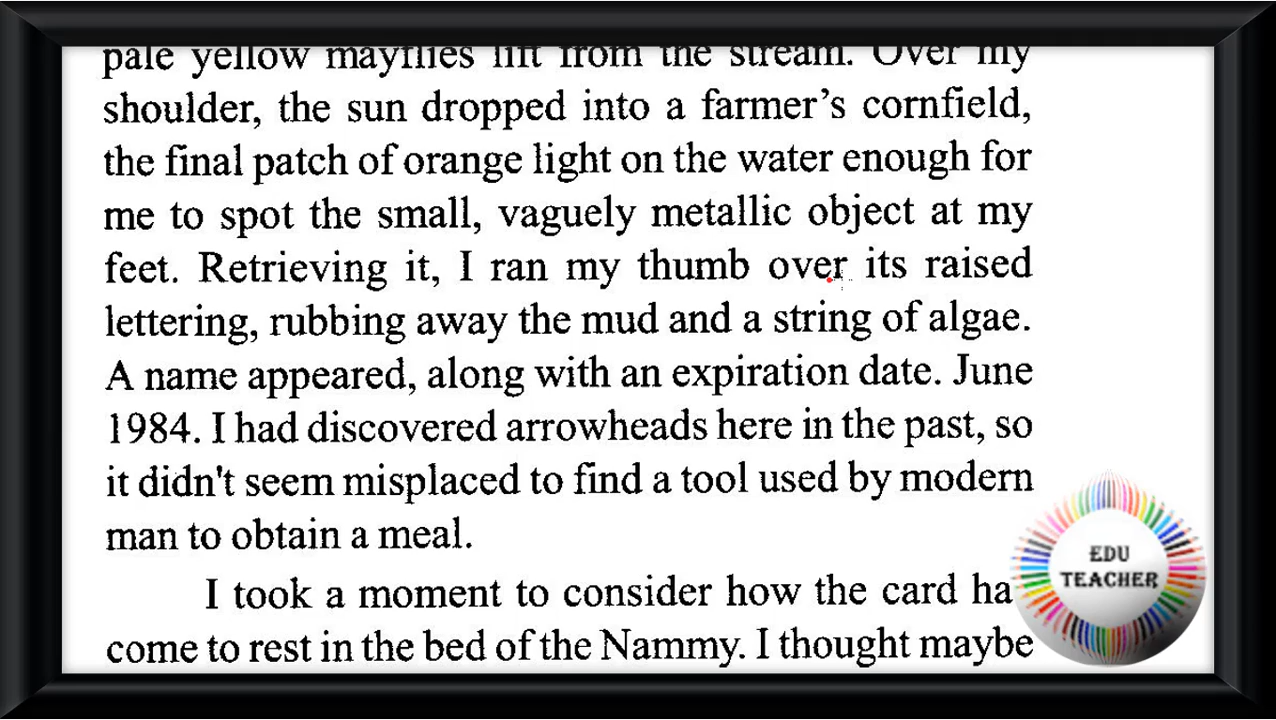 pale yellow mayflies lift from the stream. Over my
shoulder, the sun dropped into a farmer’s cornfield,
the final patch of orange light on the water enough for
me to spot the small, vaguely metallic object at my
feet. Retrieving it, I ran my thumb over its raised
lettering, rubbing away the mud and a string of algae.
A name appeared, along with an expiration date. June
1984. I had discovered arrowheads here in the past, so
it didn't seem misplaced to find a tool used by modern
man to obtain a meal.
I took a moment to consider how the card ha
come to rest in the bed of the Nammy. I thought maybe
EDU
TEACHER